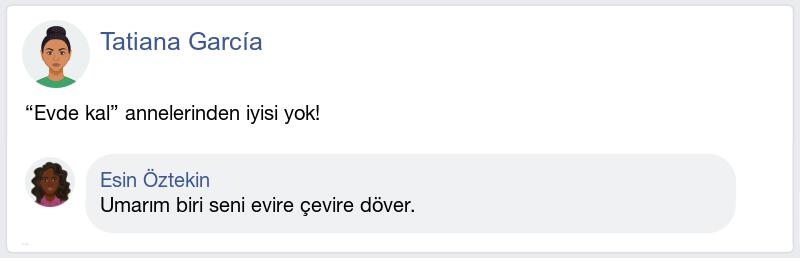 Tatiana García
“Evde kal” annelerinden iyisi yok!
Esin Öztekin
Umarım biri seni evire çevire döver.